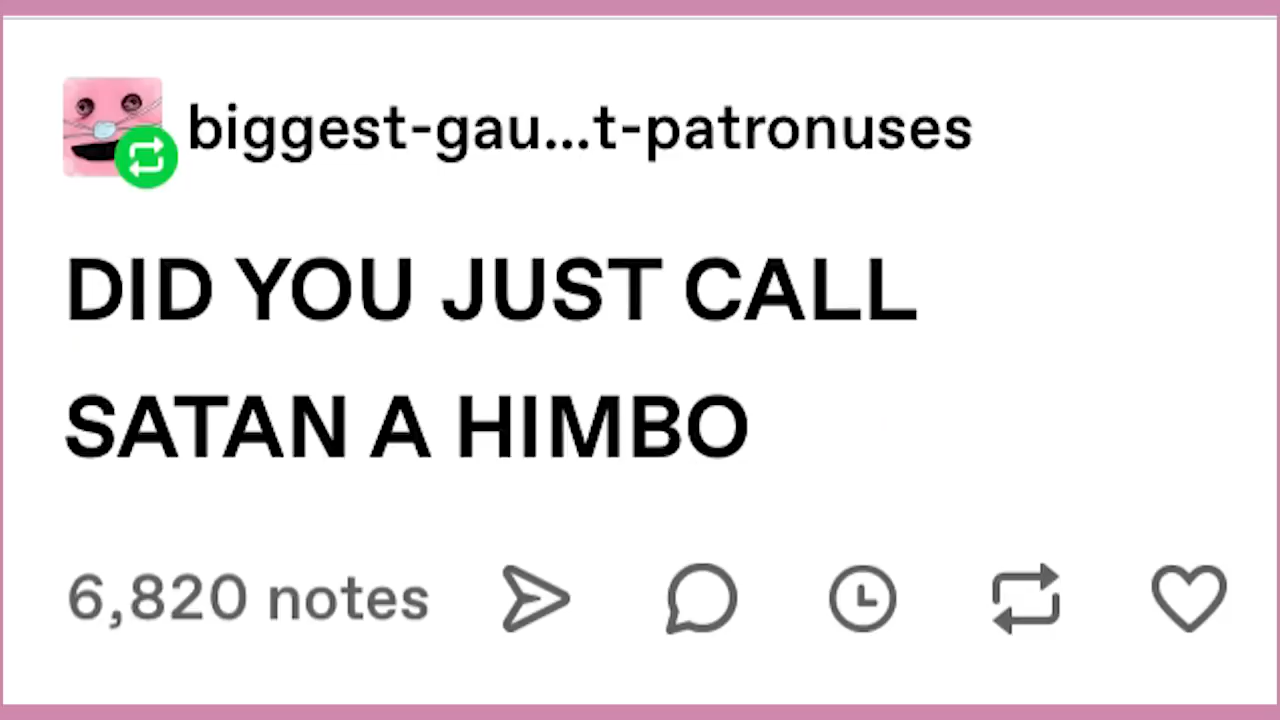 biggest-gau...t-patronuses
DID YOU JUST CALL
SATAN A HIMBO
6,820 notes